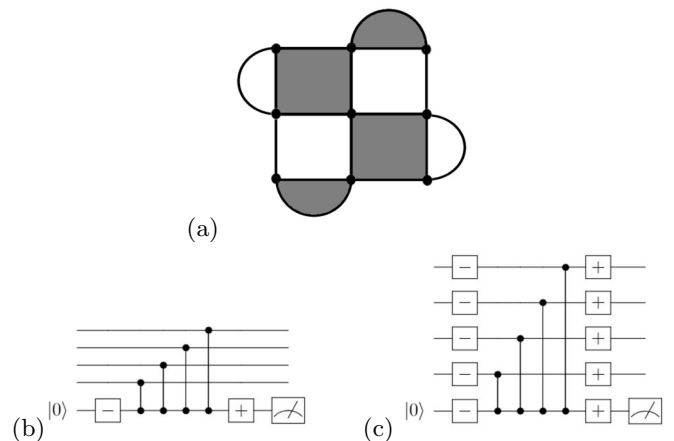 (a)
− +
− +
− +
− +
|0⟩ − +
(b)
|0⟩ − +
(c)